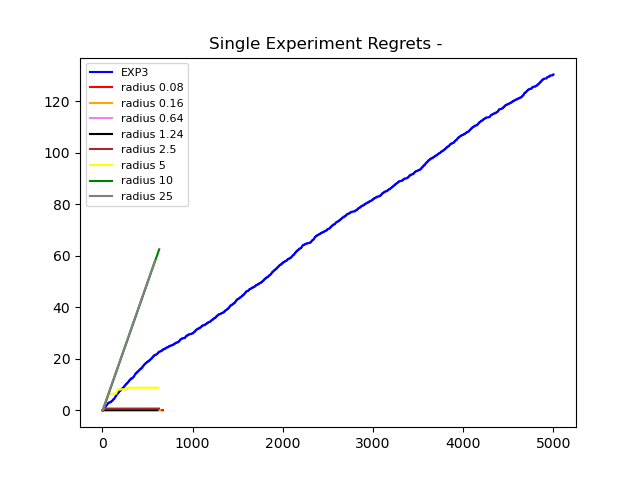 Single Experiment Regrets -
EXP3
radius 0.08
radius 0.16
radius 0.64
radius 1.24
radius 2.5
radius 5
radius 10
radius 25
120
100
80
60
40
20
0
0 1000 2000 3000 4000 5000